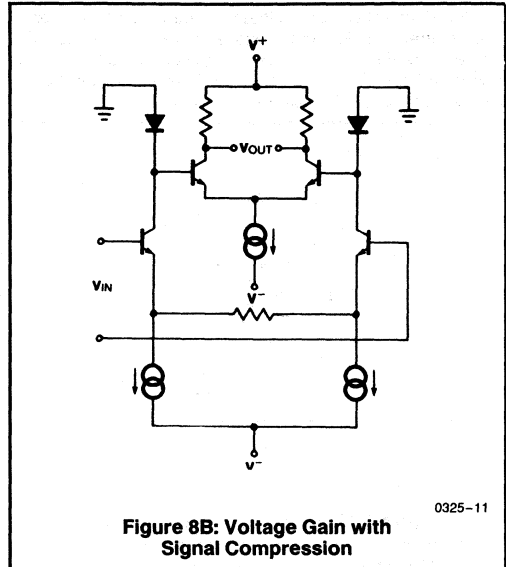 V+
VOUT
VIN
V−
V−
0325–11
Figure 8B: Voltage Gain with
Signal Compression